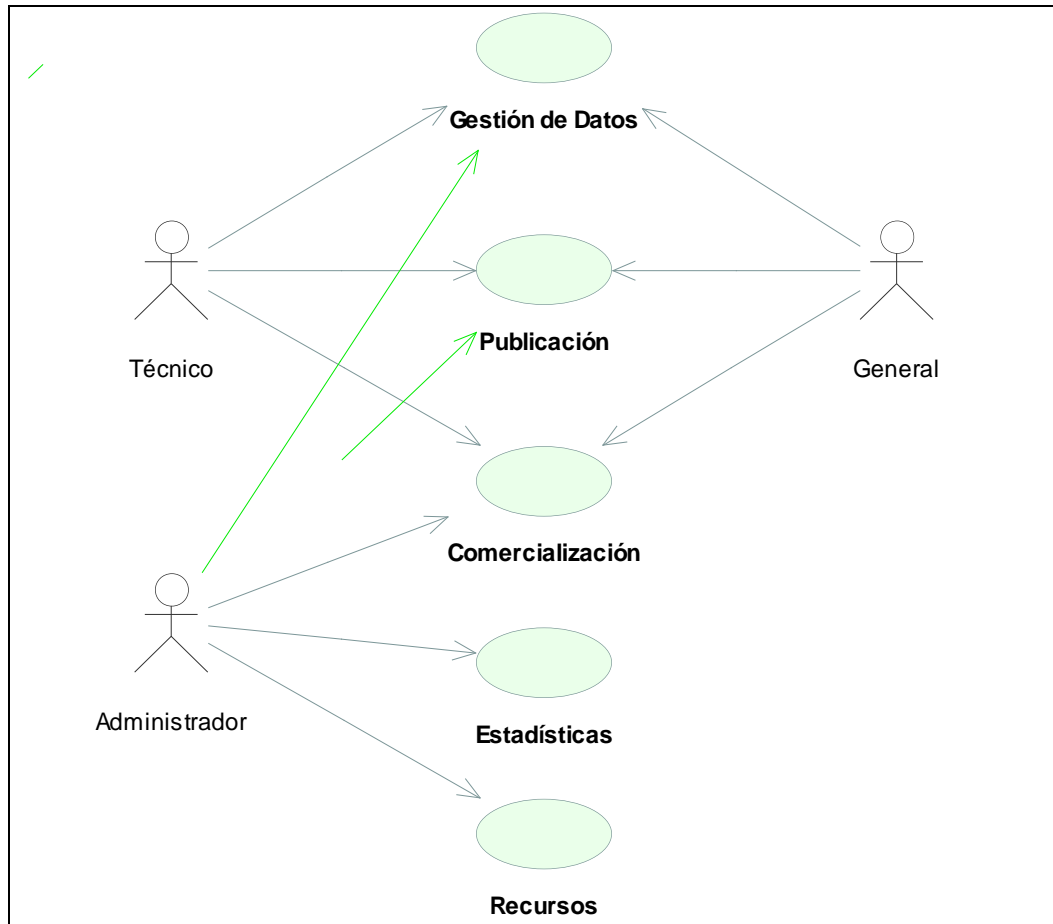 Gestión de Datos
Publicación
Técnico
General
Comercialización
Administrador
Estadísticas
Recursos